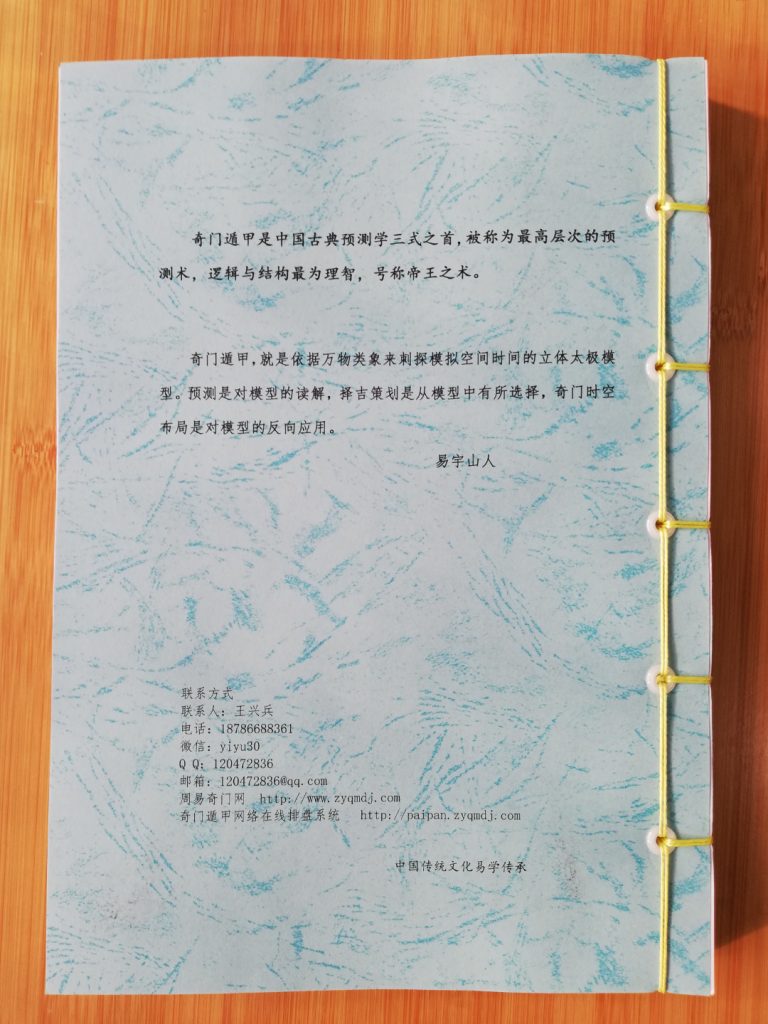 奇门遁甲是中国古典预测学三式之首，被称为最高层次的预
测术，逻辑与结构最为理智，号称帝王之术。
奇门遁甲，就是依据万物类象来刺探模拟空间时间的立体太极模
型。预测是对模型的读解，择吉策划是从模型中有所选择，奇门时空
布局是对模型的反向应用。
易宇山人
联系方式
联系人：王兴兵
电话：18786688361
微信：yiyu30
Q Q：120472836
邮箱：120472836@qq.com
周易奇门网 http://www.zyqmdj.com
奇门遁甲网络在线排盘系统 http://paipan.zyqmdj.com
中国传统文化易学传承